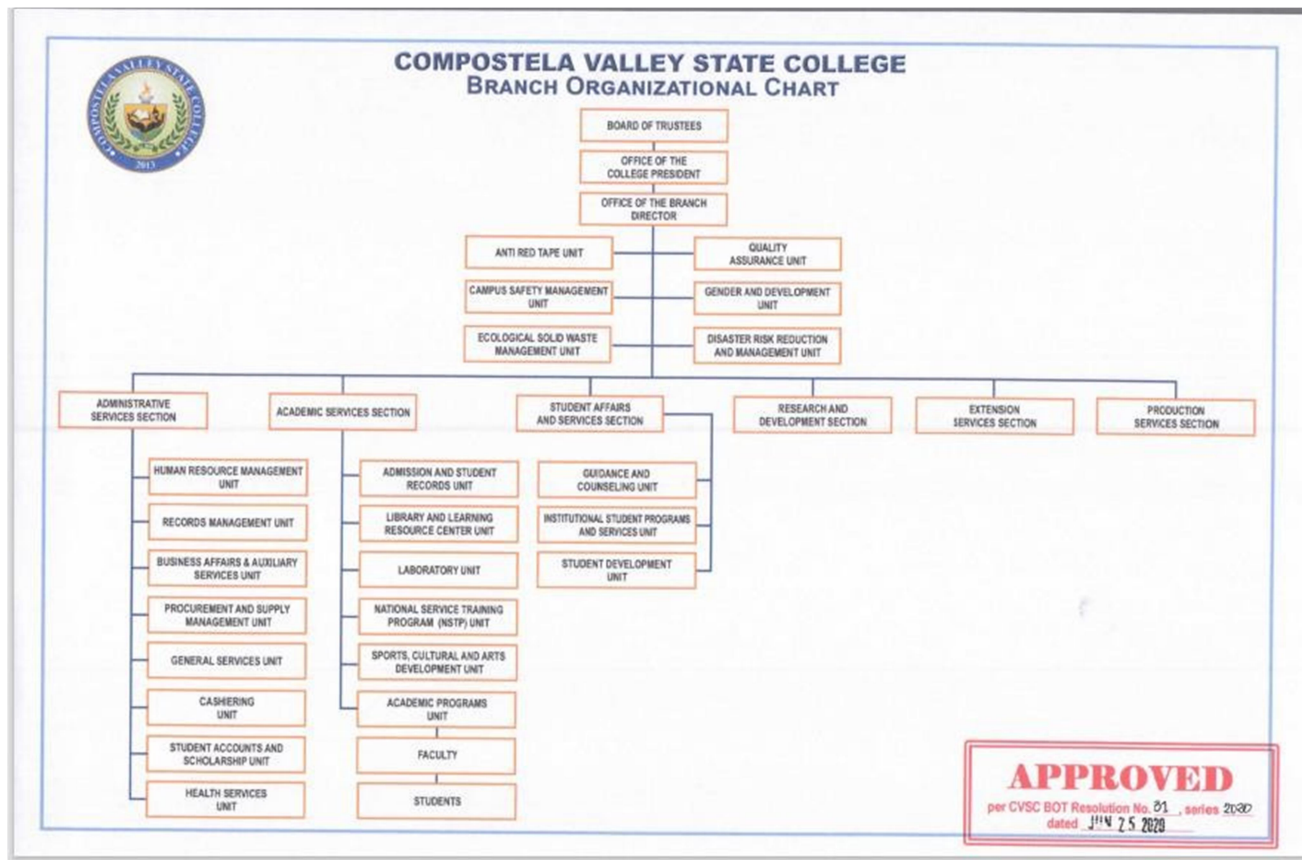 COMPOSTELA VALLEY STATE COLLEGE
BRANCH ORGANIZATIONAL CHART
COMPOSTELA VALLEY STATE COLLEGE
2013
BOARD OF TRUSTEES
OFFICE OF THE
COLLEGE PRESIDENT
OFFICE OF THE BRANCH
DIRECTOR
ANTI RED TAPE UNIT
QUALITY
ASSURANCE UNIT
CAMPUS SAFETY MANAGEMENT
UNIT
GENDER AND DEVELOPMENT
UNIT
ECOLOGICAL SOLID WASTE
MANAGEMENT UNIT
DISASTER RISK REDUCTION
AND MANAGEMENT UNIT
ADMINISTRATIVE
SERVICES SECTION
ACADEMIC SERVICES SECTION
STUDENT AFFAIRS
AND SERVICES SECTION
RESEARCH AND
DEVELOPMENT SECTION
EXTENSION
SERVICES SECTION
PRODUCTION
SERVICES SECTION
HUMAN RESOURCE MANAGEMENT
UNIT
RECORDS MANAGEMENT UNIT
BUSINESS AFFAIRS & AUXILIARY
SERVICES UNIT
PROCUREMENT AND SUPPLY
MANAGEMENT UNIT
GENERAL SERVICES UNIT
CASHIERING
UNIT
STUDENT ACCOUNTS AND
SCHOLARSHIP UNIT
HEALTH SERVICES
UNIT
ADMISSION AND STUDENT
RECORDS UNIT
LIBRARY AND LEARNING
RESOURCE CENTER UNIT
LABORATORY UNIT
NATIONAL SERVICE TRAINING
PROGRAM (NSTP) UNIT
SPORTS, CULTURAL AND ARTS
DEVELOPMENT UNIT
ACADEMIC PROGRAMS
UNIT
FACULTY
STUDENTS
GUIDANCE AND
COUNSELING UNIT
INSTITUTIONAL STUDENT PROGRAMS
AND SERVICES UNIT
STUDENT DEVELOPMENT
UNIT
APPROVED
per CVSC BOT Resolution No. 31, series 2020
dated JUN 25 2020